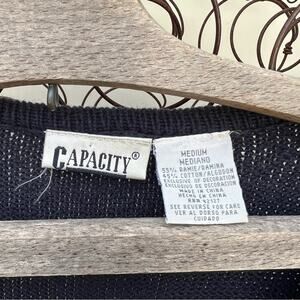 CAPACITY®
MEDIUM
MEDIANO
55% RAMIE/RAMINA
45% COTTON/ALGODON
EXCLUSIVE OF DECORATION
EXCLUSIVO DE DECORACION
MADE IN CHINA
HECHO EN CHINA
RN# 42127
SEE REVERSE FOR CARE
VER AL DORSO PARA
CUIDADO